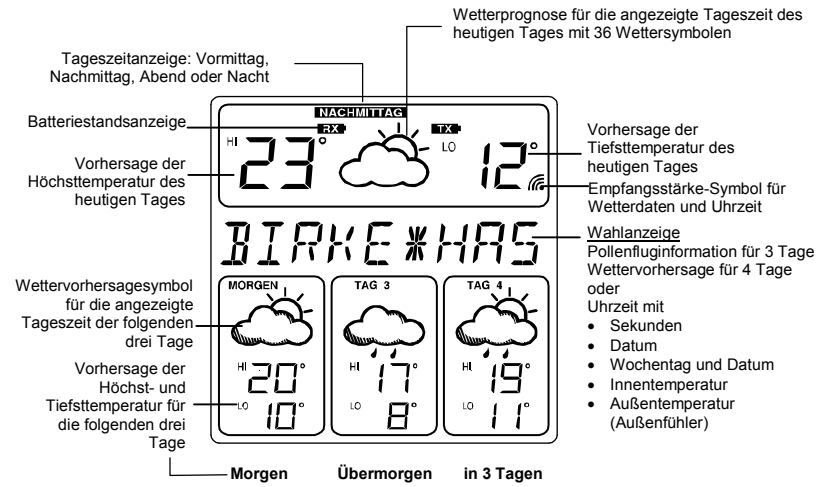 Wetterprognose für die angezeigte Tageszeit des
heutigen Tages mit 36 Wettersymbolen
Tageszeitanzeige: Vormittag,
Nachmittag, Abend oder Nacht
Batteriestandsanzeige
Vorhersage der
Höchsttemperatur des
heutigen Tages
NACHMITTAG
RX
TX
HI
23°
LO
12°
Vorhersage der
Tiefsttemperatur des
heutigen Tages
Empfangsstärke-Symbol für
Wetterdaten und Uhrzeit
BIRKE*HAS
Wahlanzeige
Pollenfluginformation für 3 Tage
Wettervorhersage für 4 Tage
oder
Uhrzeit mit
• Sekunden
• Datum
• Wochentag und Datum
• Innentemperatur
• Außentemperatur
(Außenfühler)
Wettervorhersagesymbol
für die angezeigte
Tageszeit der folgenden
drei Tage
Vorhersage der
Höchst- und
Tiefsttemperatur für
die folgenden drei
Tage
MORGEN
HI 20°
LO 10°
TAG 3
HI 17°
LO 8°
TAG 4
HI 19°
LO 11°
Morgen
Übermorgen
in 3 Tagen